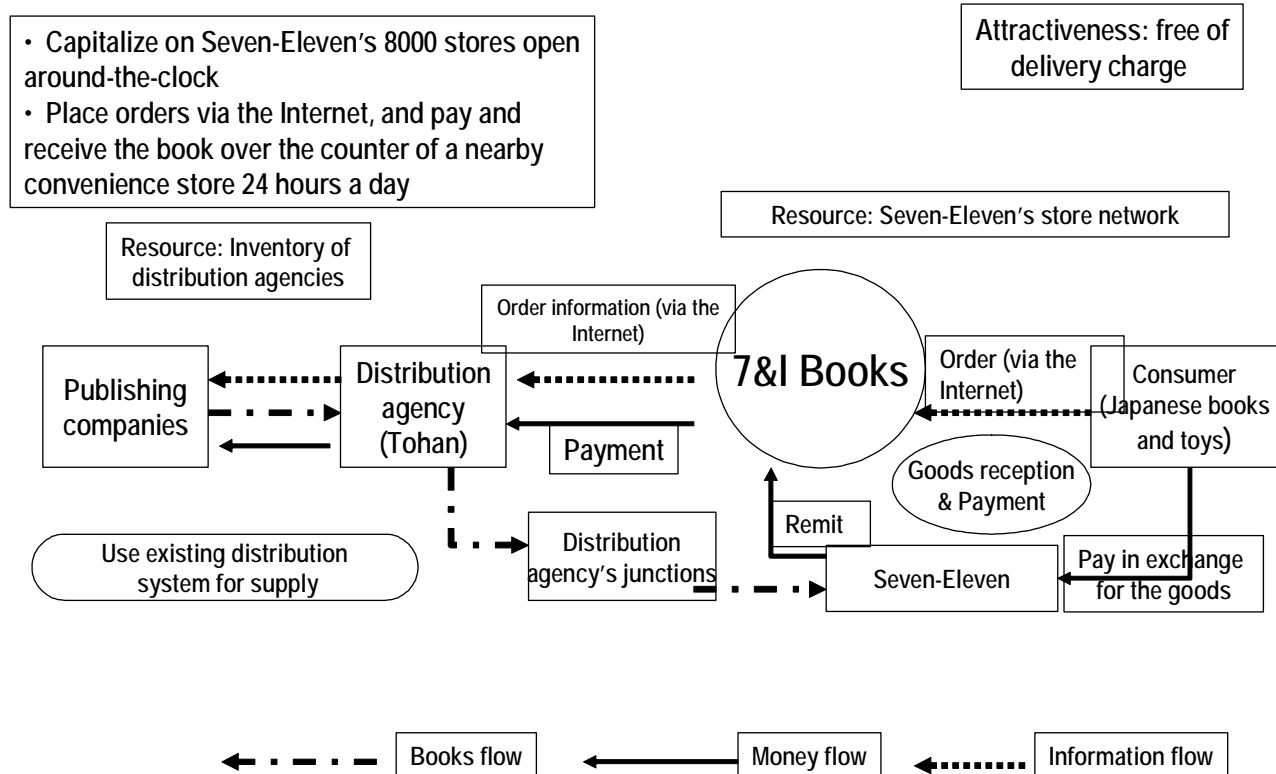 ・ Capitalize on Seven-Eleven's 8000 stores open
around-the-clock
・ Place orders via the Internet, and pay and
receive the book over the counter of a nearby
convenience store 24 hours a day
Attractiveness: free of
delivery charge
Resource: Inventory of
distribution agencies
Resource: Seven-Eleven's store network
Order information (via the
Internet)
Publishing
companies
Distribution
agency
(Tohan)
Payment
7&I Books
Order (via the
Internet)
Consumer
(Japanese books
and toys)
Goods reception
& Payment
Remit
Use existing distribution
system for supply
Distribution
agency's junctions
Seven-Eleven
Pay in exchange
for the goods
Books flow
Money flow
Information flow